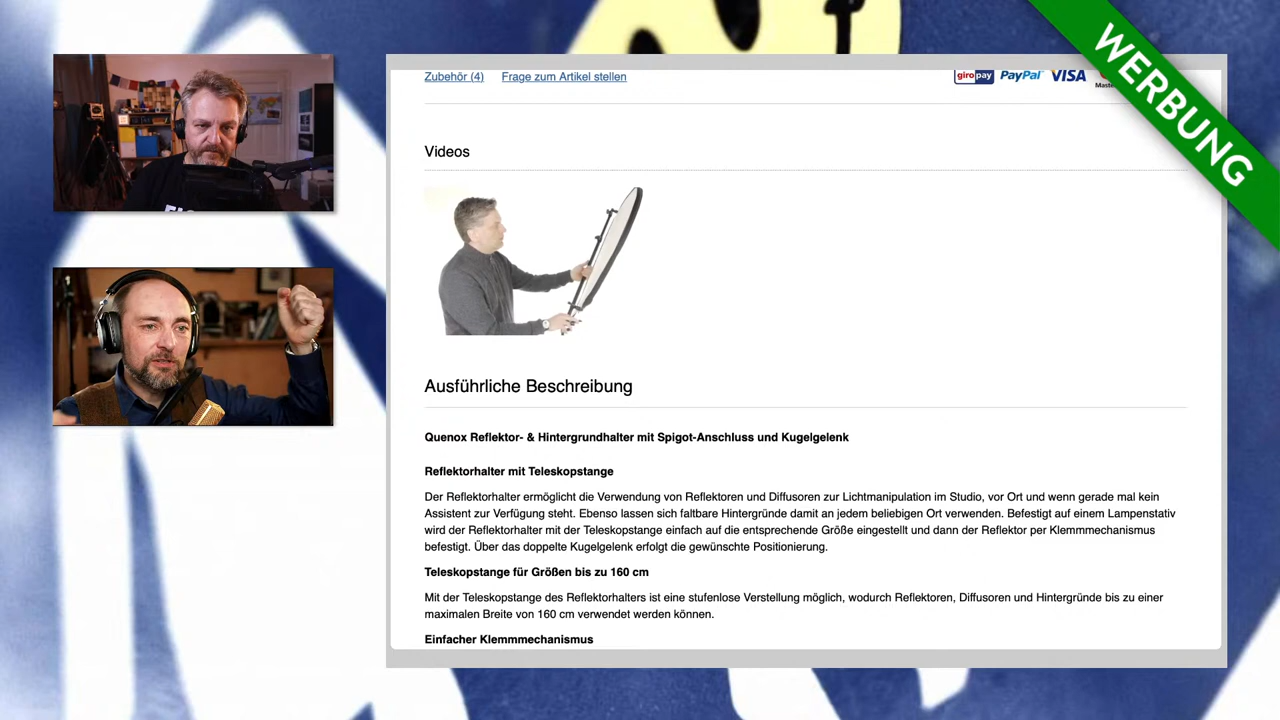 Zubehör (4) Frage zum Artikel stellen
giropay PayPal VISA
WERBUNG
Videos
Ausführliche Beschreibung
Quenox Reflektor- & Hintergrundhalter mit Spigot-Anschluss und Kugelgelenk
Reflektorhalter mit Teleskopstange
Der Reflektorhalter ermöglicht die Verwendung von Reflektoren und Diffusoren zur Lichtmanipulation im Studio, vor Ort und wenn gerade mal kein
Assistent zur Verfügung steht. Ebenso lassen sich faltbare Hintergründe damit an jedem beliebigen Ort verwenden. Befestigt auf einem Lampenstativ
wird der Reflektorhalter mit der Teleskopstange einfach auf die entsprechende Größe eingestellt und dann der Reflektor per Klemmmechanismus
befestigt. Über das doppelte Kugelgelenk erfolgt die gewünschte Positionierung.
Teleskopstange für Größen bis zu 160 cm
Mit der Teleskopstange des Reflektorhalters ist eine stufenlose Verstellung möglich, wodurch Reflektoren, Diffusoren und Hintergründe bis zu einer
maximalen Breite von 160 cm verwendet werden können.
Einfacher Klemmmechanismus